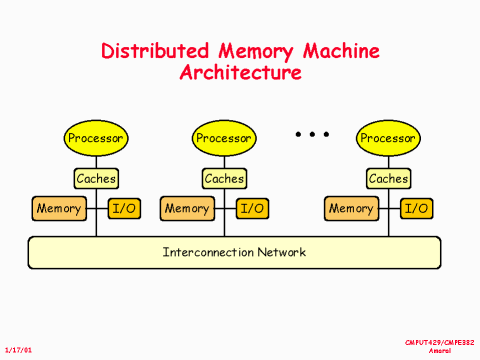 Distributed Memory Machine
Architecture
Processor Processor • • • Processor
Caches Caches Caches
Memory I/O Memory I/O Memory I/O
Interconnection Network
1/17/01
CMPUT429/CMPE382
Amaral